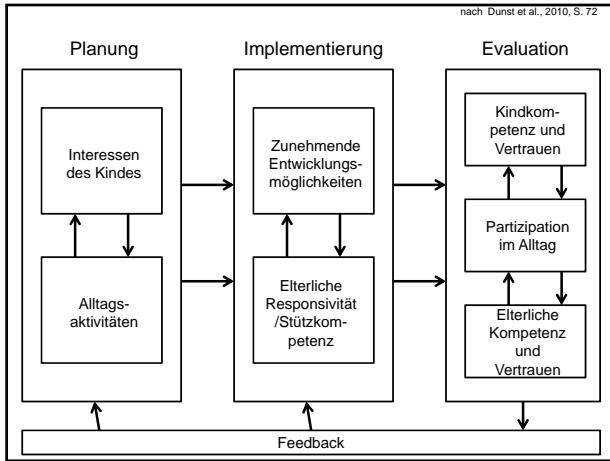 nach Dunst et al., 2010, S. 72
Planung
Implementierung
Evaluation
Interessen
des Kindes
Alltags-
aktivitäten
Zunehmende
Entwicklungs-
möglichkeiten
Elterliche
Responsivität
/Stützkom-
petenz
Kindkom-
petenz und
Vertrauen
Partizipation
im Alltag
Elterliche
Kompetenz
und
Vertrauen
Feedback